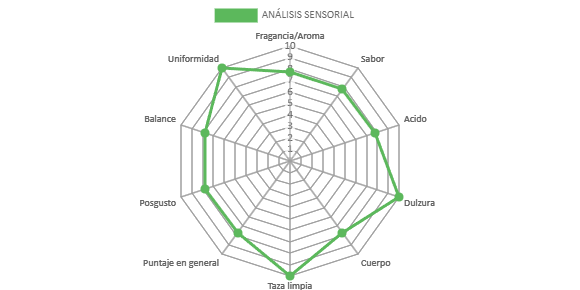 ANÁLISIS SENSORIAL
Fragancia/Aroma
10
9
8
7
6
5
4
3
2
1
Uniformidad
Sabor
Balance
Acido
Posgusto
Dulzura
Puntaje en general
Cuerpo
Taza limpia